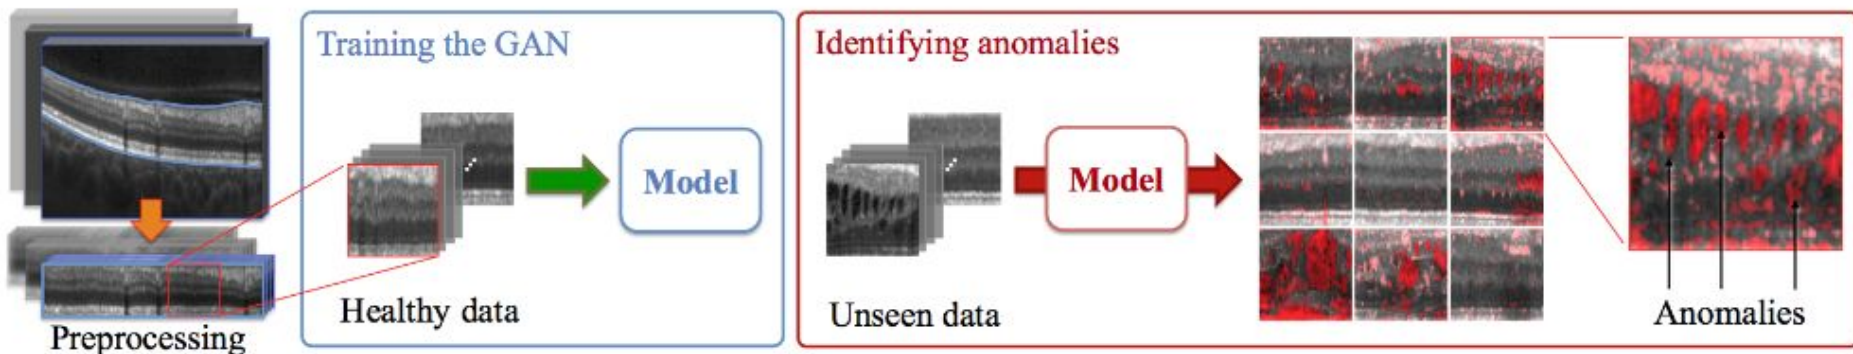 Preprocessing
Training the GAN
Healthy data
Model
Identifying anomalies
Unseen data
Model
Anomalies